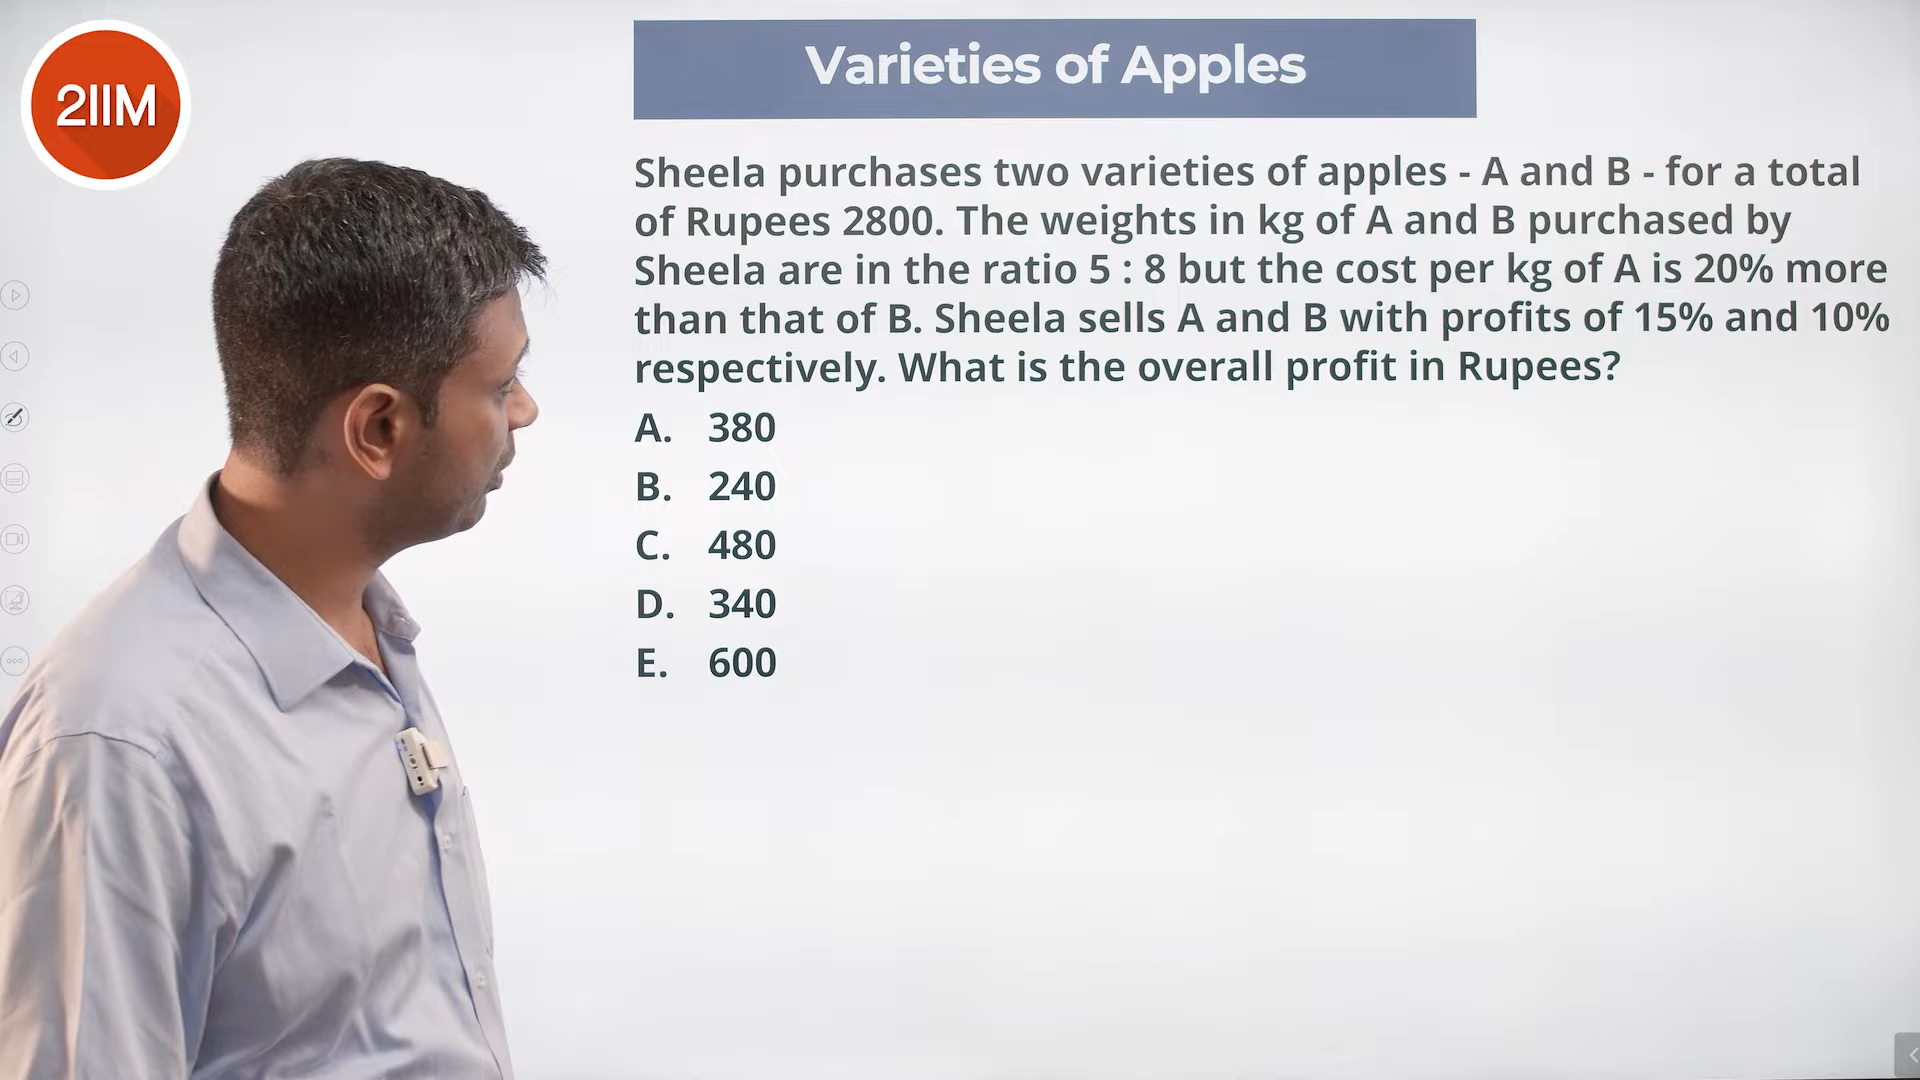 2IIM
Varieties of Apples
Sheela purchases two varieties of apples - A and B - for a total
of Rupees 2800. The weights in kg of A and B purchased by
Sheela are in the ratio 5 : 8 but the cost per kg of A is 20% more
than that of B. Sheela sells A and B with profits of 15% and 10%
respectively. What is the overall profit in Rupees?
A. 380
B. 240
C. 480
D. 340
E. 600